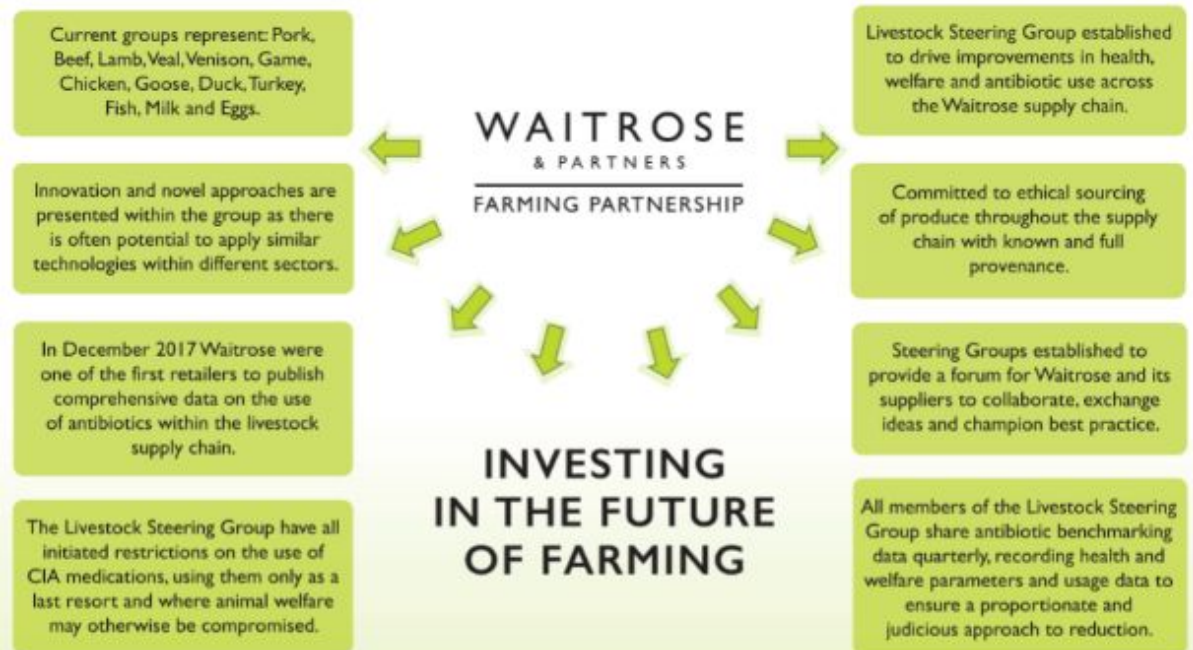 Current groups represent: Pork,
Beef, Lamb, Veal, Venison, Game,
Chicken, Goose, Duck, Turkey,
Fish, Milk and Eggs.
Innovation and novel approaches are
presented within the group as there
is often potential to apply similar
technologies within different sectors.
In December 2017 Waitrose were
one of the first retailers to publish
comprehensive data on the use
of antibiotics within the livestock
supply chain.
The Livestock Steering Group have all
initiated restrictions on the use of
CIA medications, using them only as a
last resort and where animal welfare
may otherwise be compromised.
WAITROSE
& PARTNERS
FARMING PARTNERSHIP
INVESTING
IN THE FUTURE
OF FARMING
Livestock Steering Group established
to drive improvements in health,
welfare and antibiotic use across
the Waitrose supply chain.
Committed to ethical sourcing
of produce throughout the supply
chain with known and full
provenance.
Steering Groups established to
provide a forum for Waitrose and its
suppliers to collaborate, exchange
ideas and champion best practice.
All members of the Livestock Steering
Group share antibiotic benchmarking
data quarterly, recording health and
welfare parameters and usage data to
ensure a proportionate and
judicious approach to reduction.